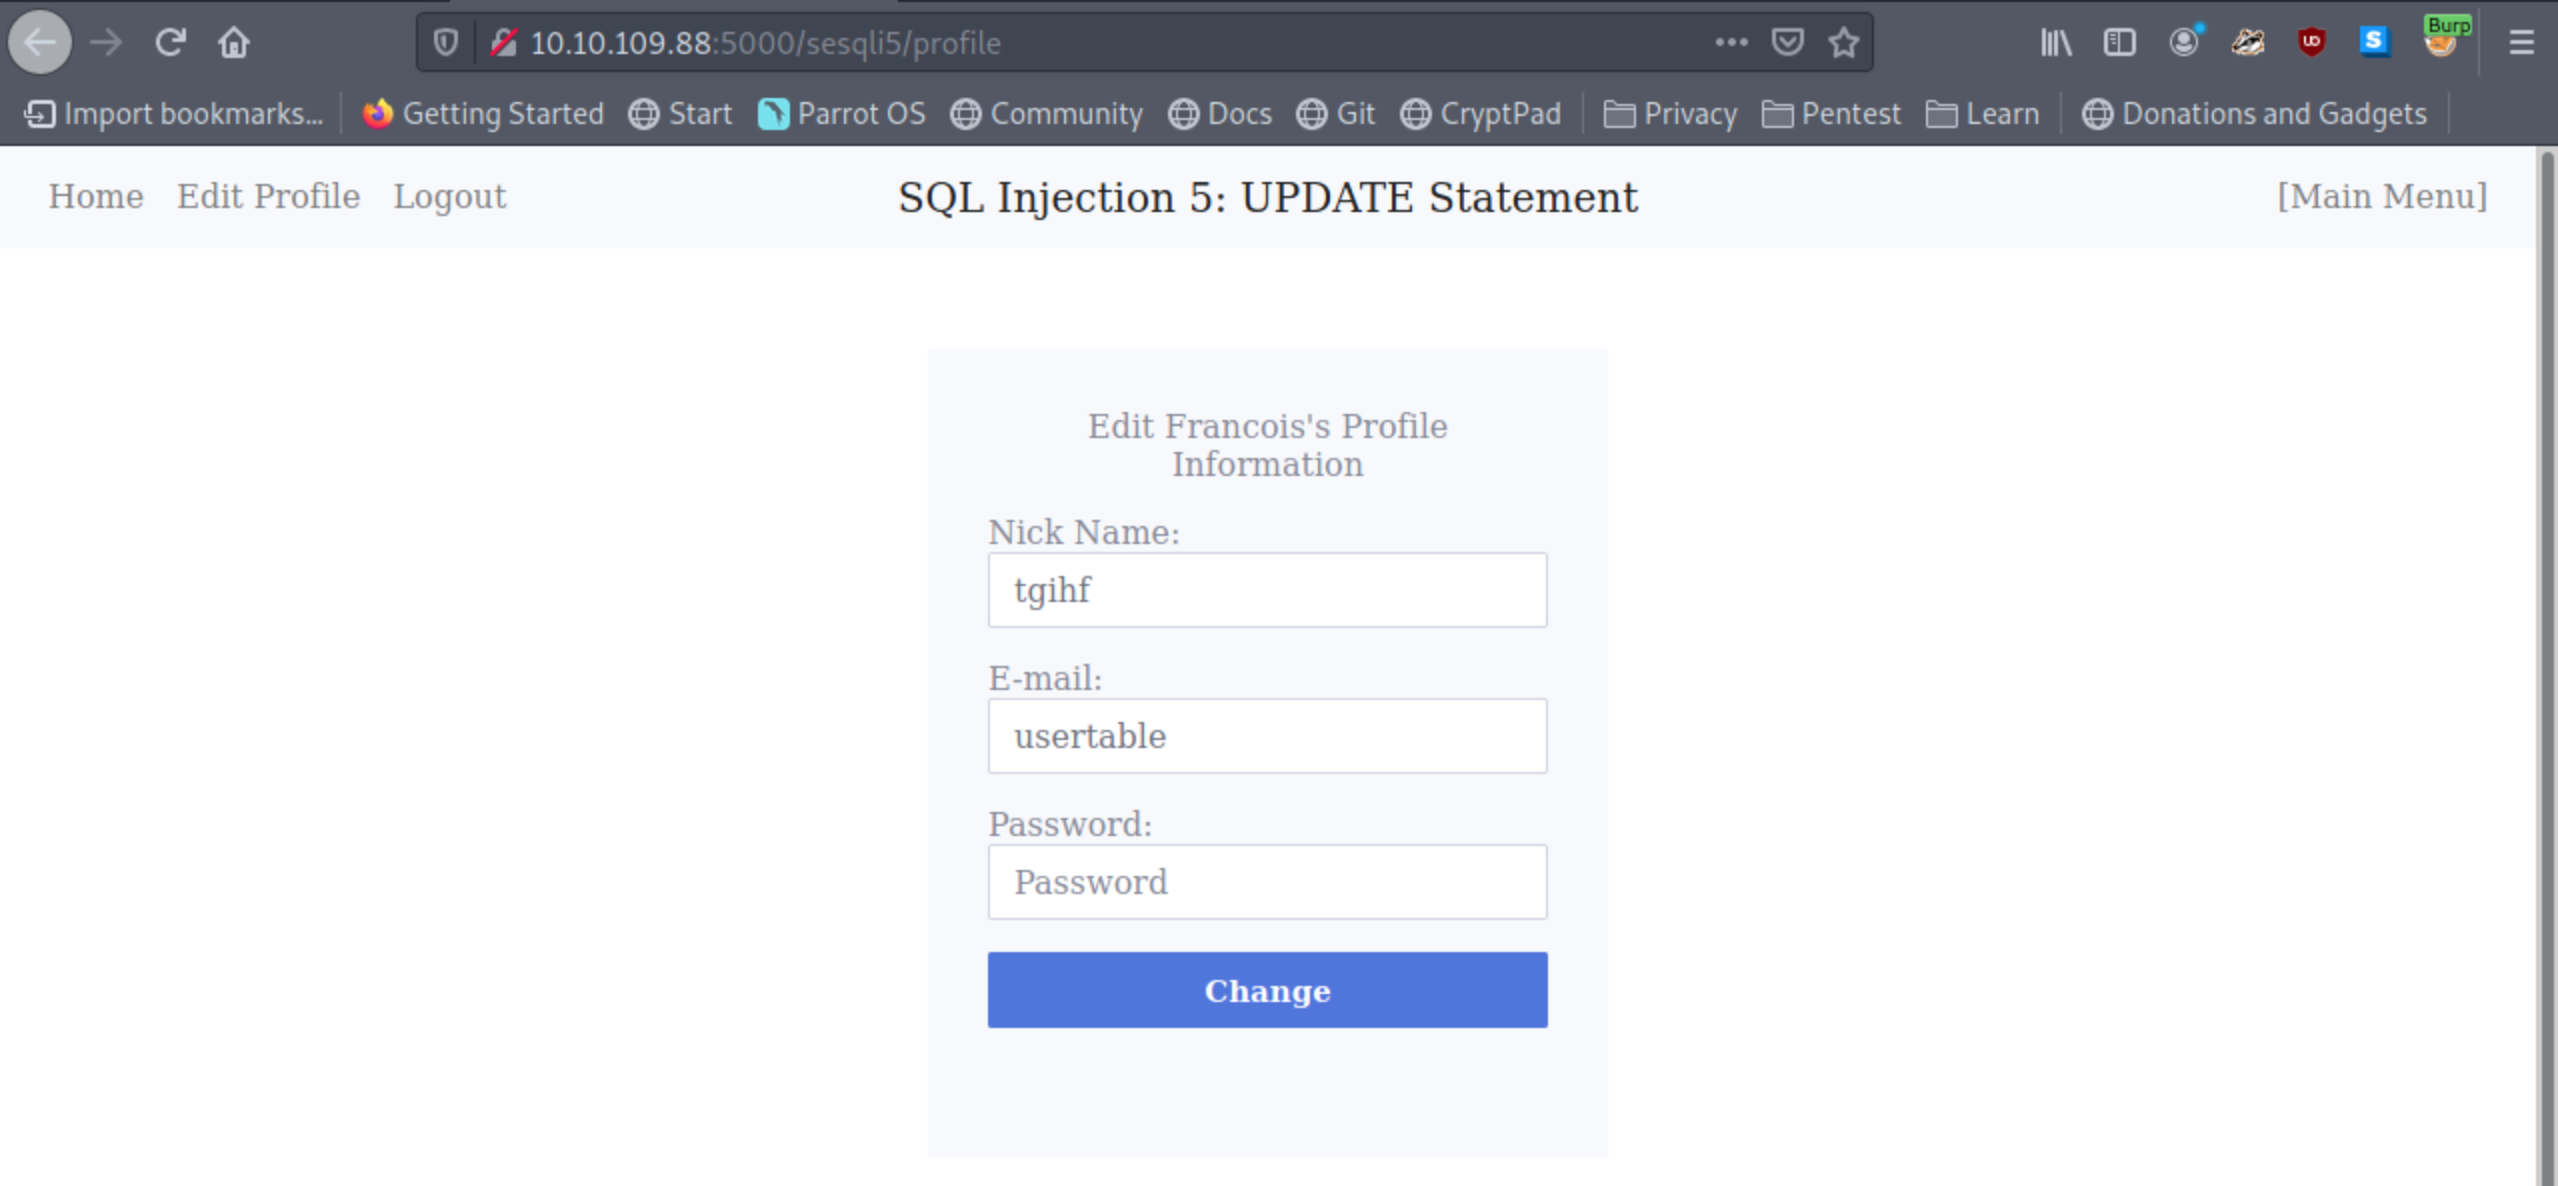 10.10.109.88:5000/sesqli5/profile
Burp
Import bookmarks... Getting Started Start Parrot OS Community Docs Git CryptPad Privacy Pentest Learn Donations and Gadgets
Home Edit Profile Logout SQL Injection 5: UPDATE Statement [Main Menu]
Edit Francois's Profile
Information
Nick Name:
tgihf
E-mail:
usertable
Password:
Password
Change